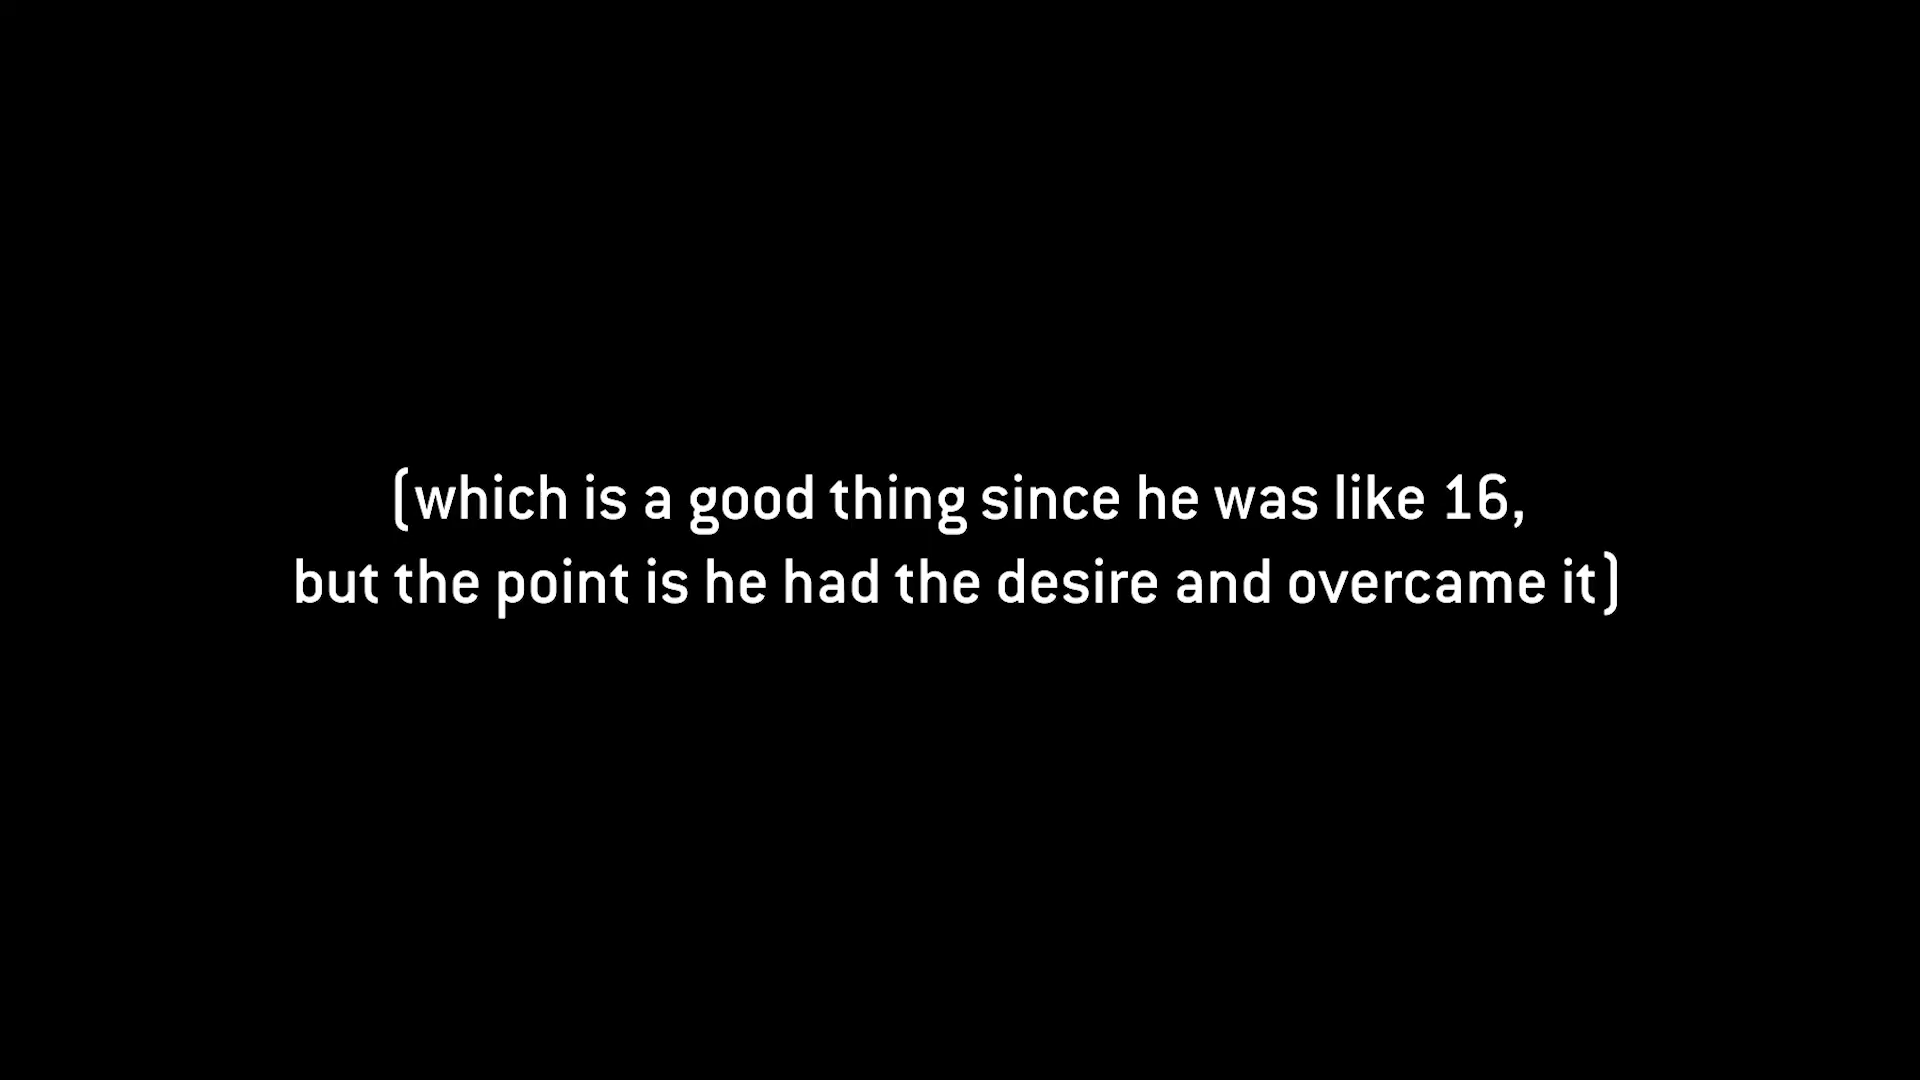 (which is a good thing since he was like 16,
but the point is he had the desire and overcame it)